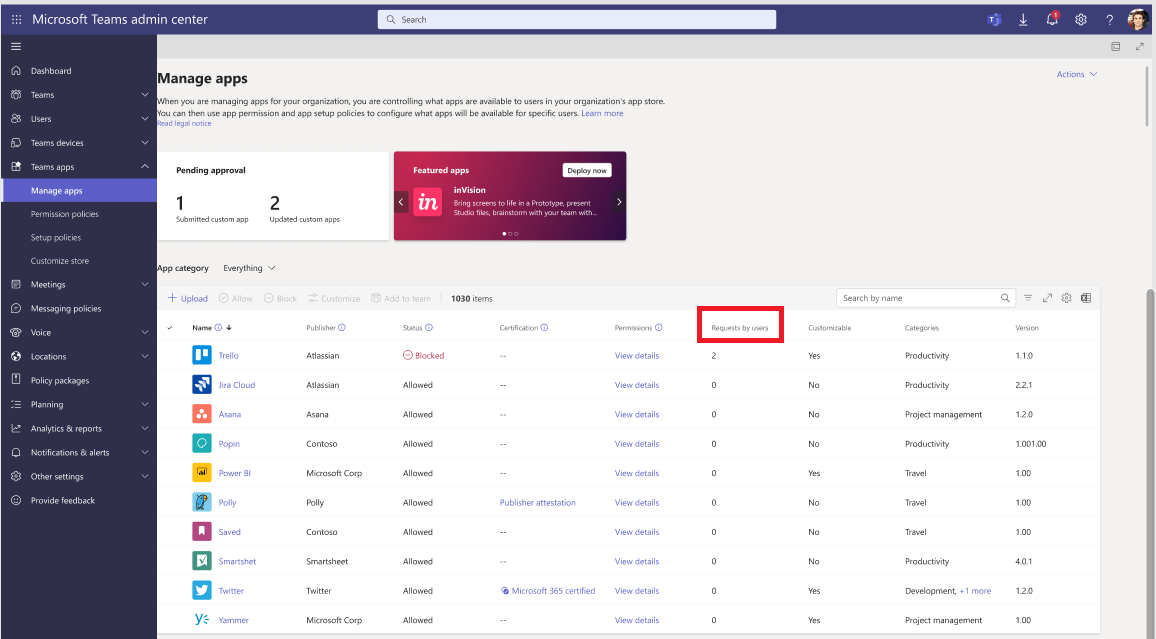 Microsoft Teams admin center
Search
1
Dashboard
Teams
Users
Teams devices
Teams apps
Manage apps
Permission policies
Setup policies
Customize store
Meetings
Messaging policies
Voice
Locations
Policy packages
Planning
Analytics & reports
Notifications & alerts
Other settings
Provide feedback
Manage apps
Actions
When you are managing apps for your organization, you are controlling what apps are available to users in your organization's app store.
You can then use app permission and app setup policies to configure what apps will be available for specific users. Learn more
Read legal notice
Pending approval
1 2
Submitted custom app Updated custom apps
Featured apps Deploy now
in
inVision
Bring screens to life in a Prototype, present
Studio files, brainstorm with your team with...
App category Everything
Upload Allow Block Customize Add to team 1030 items Search by name
Name Publisher Status Certification Permissions Requests by users Customizable Categories Version
Trello Atlassian Blocked -- View details 2 Yes Productivity 1.1.0
Jira Cloud Atlassian Allowed -- View details 0 No Productivity 2.2.1
Asana Asana Allowed -- View details 0 No Project management 1.2.0
Popin Contoso Allowed -- View details 0 No Productivity 1.001.00
Power BI Microsoft Corp Allowed -- View details 0 Yes Travel 1.00
Polly Polly Allowed Publisher attestation View details 0 No Travel 1.00
Saved Contoso Allowed -- View details 0 No Travel 1.00
Smartshet Smartsheet Allowed -- View details 0 No Productivity 4.0.1
Twitter Twitter Allowed Microsoft 365 certified View details 0 Yes Development, +1 more 1.2.0
Yammer Microsoft Corp Allowed -- View details 0 Yes Project management 1.00